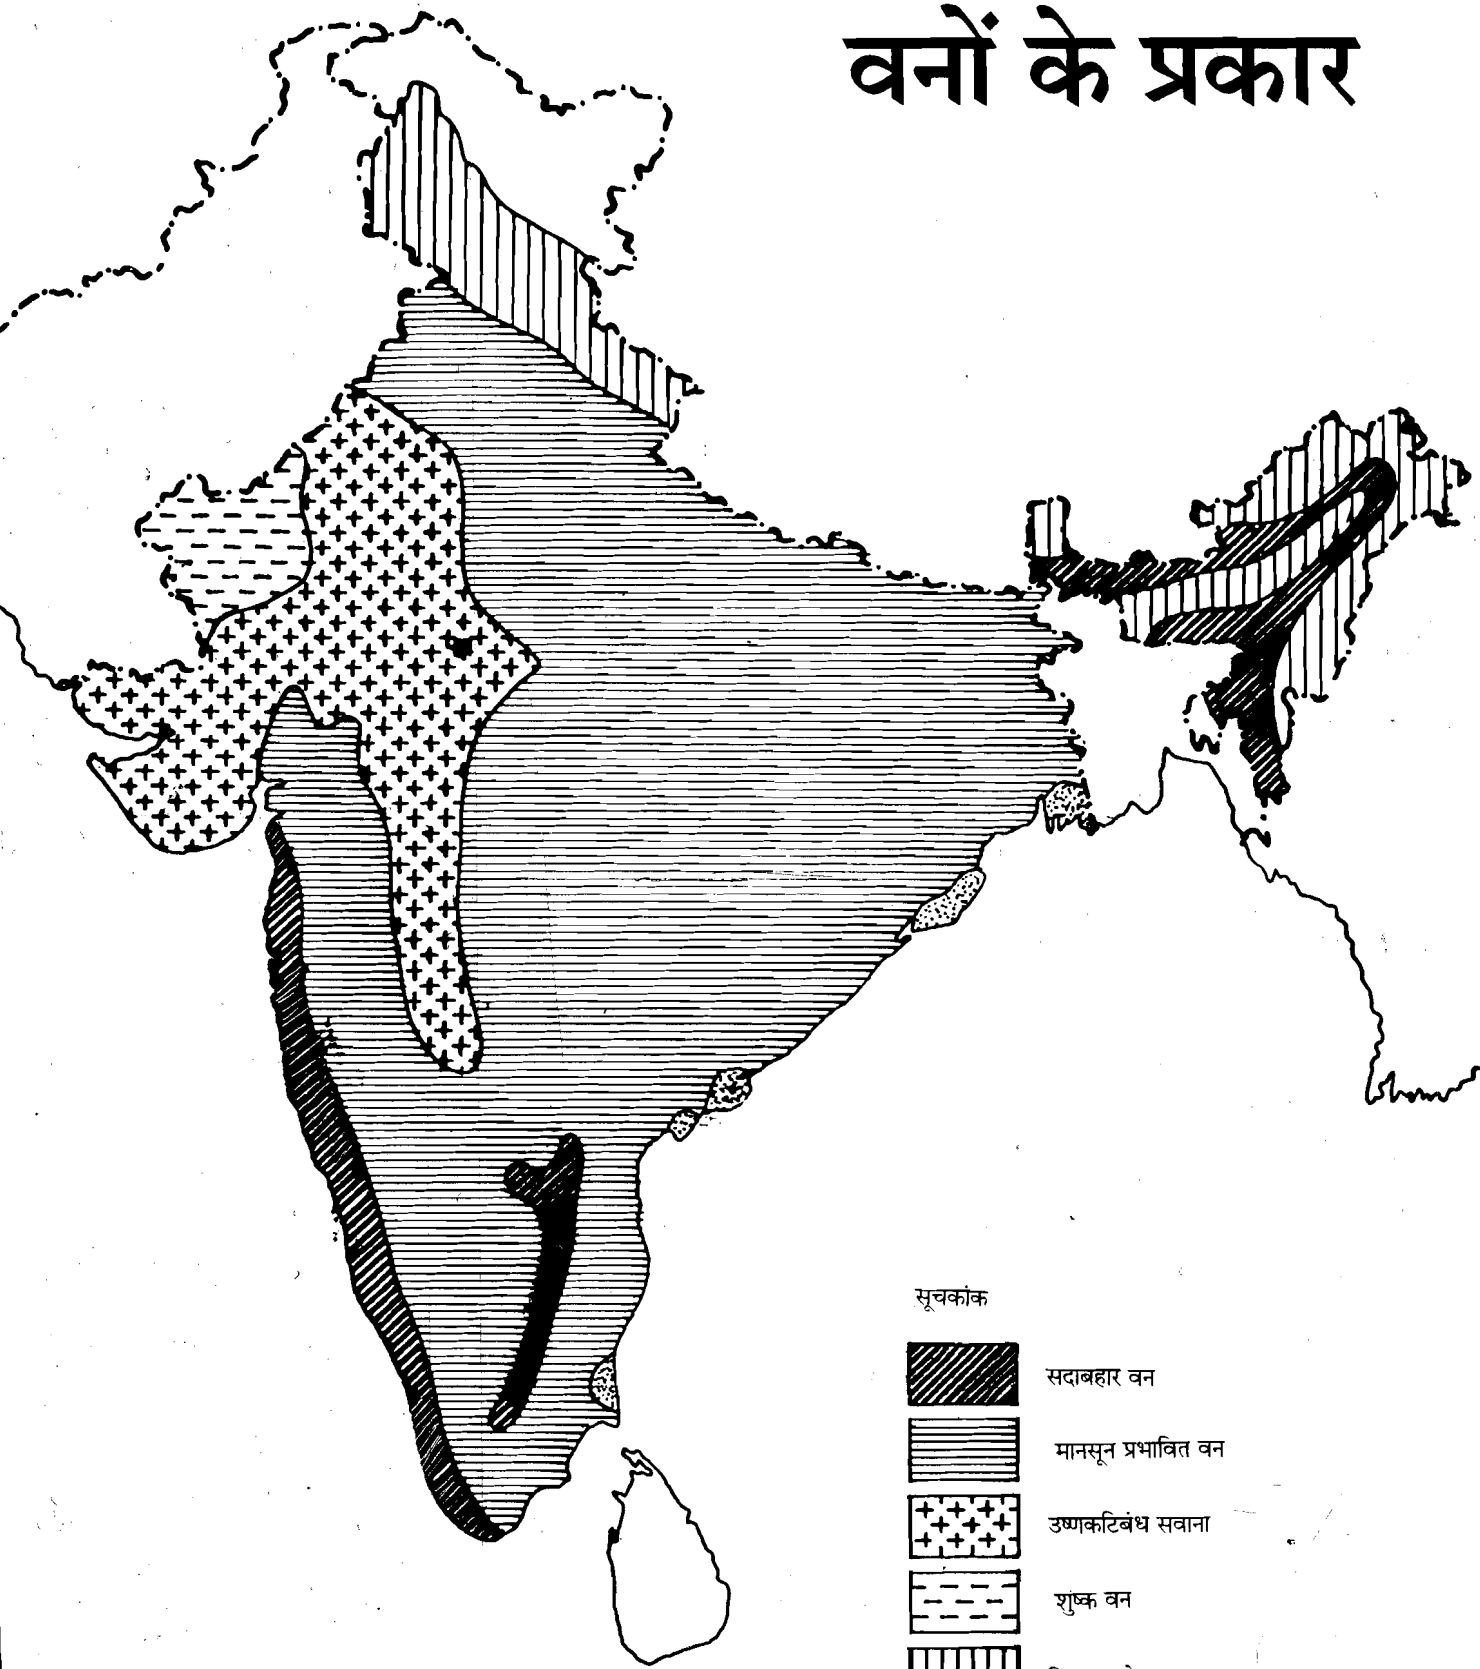 वनों के प्रकार
सूचकांक
सदाबहार वन
मानसून प्रभावित वन
उष्णकटिबंध सवाना
शुष्क वन